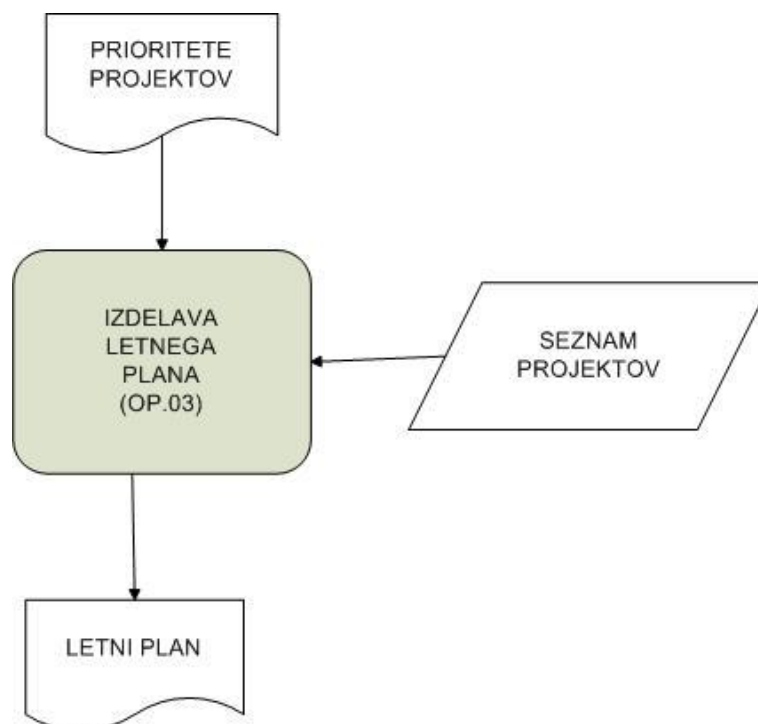 PRIORITETE
PROJEKTOV
IZDELAVA
LETNEGA
PLANA
(OP.03)
SEZNAM
PROJEKTOV
LETNI PLAN